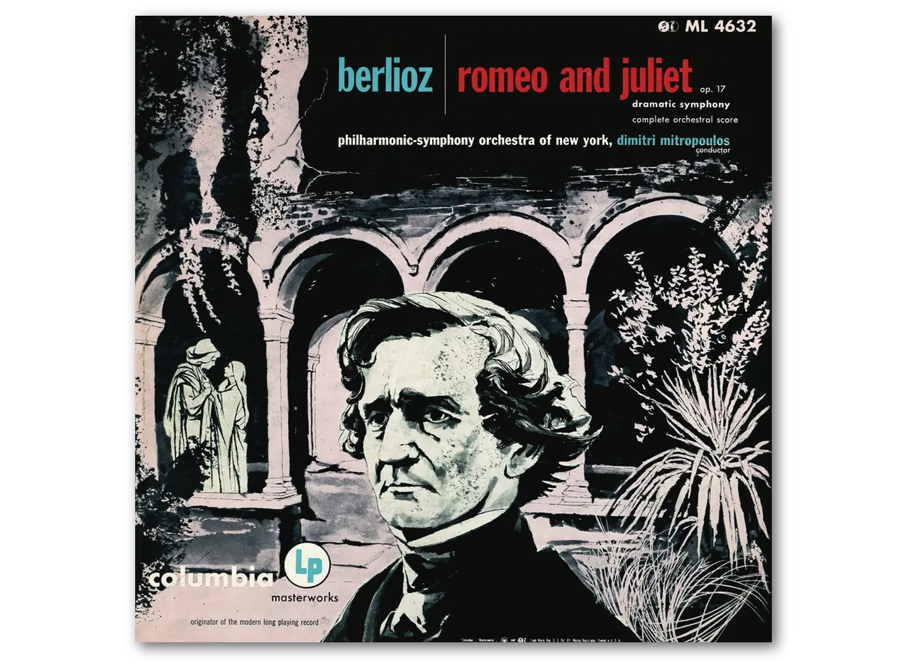 ML 4632
berlioz romeo and juliet op. 17
dramatic symphony
complete orchestral score
philharmonic-symphony orchestra of new york, dimitri mitropoulos
conductor
columbia Lp
masterworks
originator of the modern long playing record